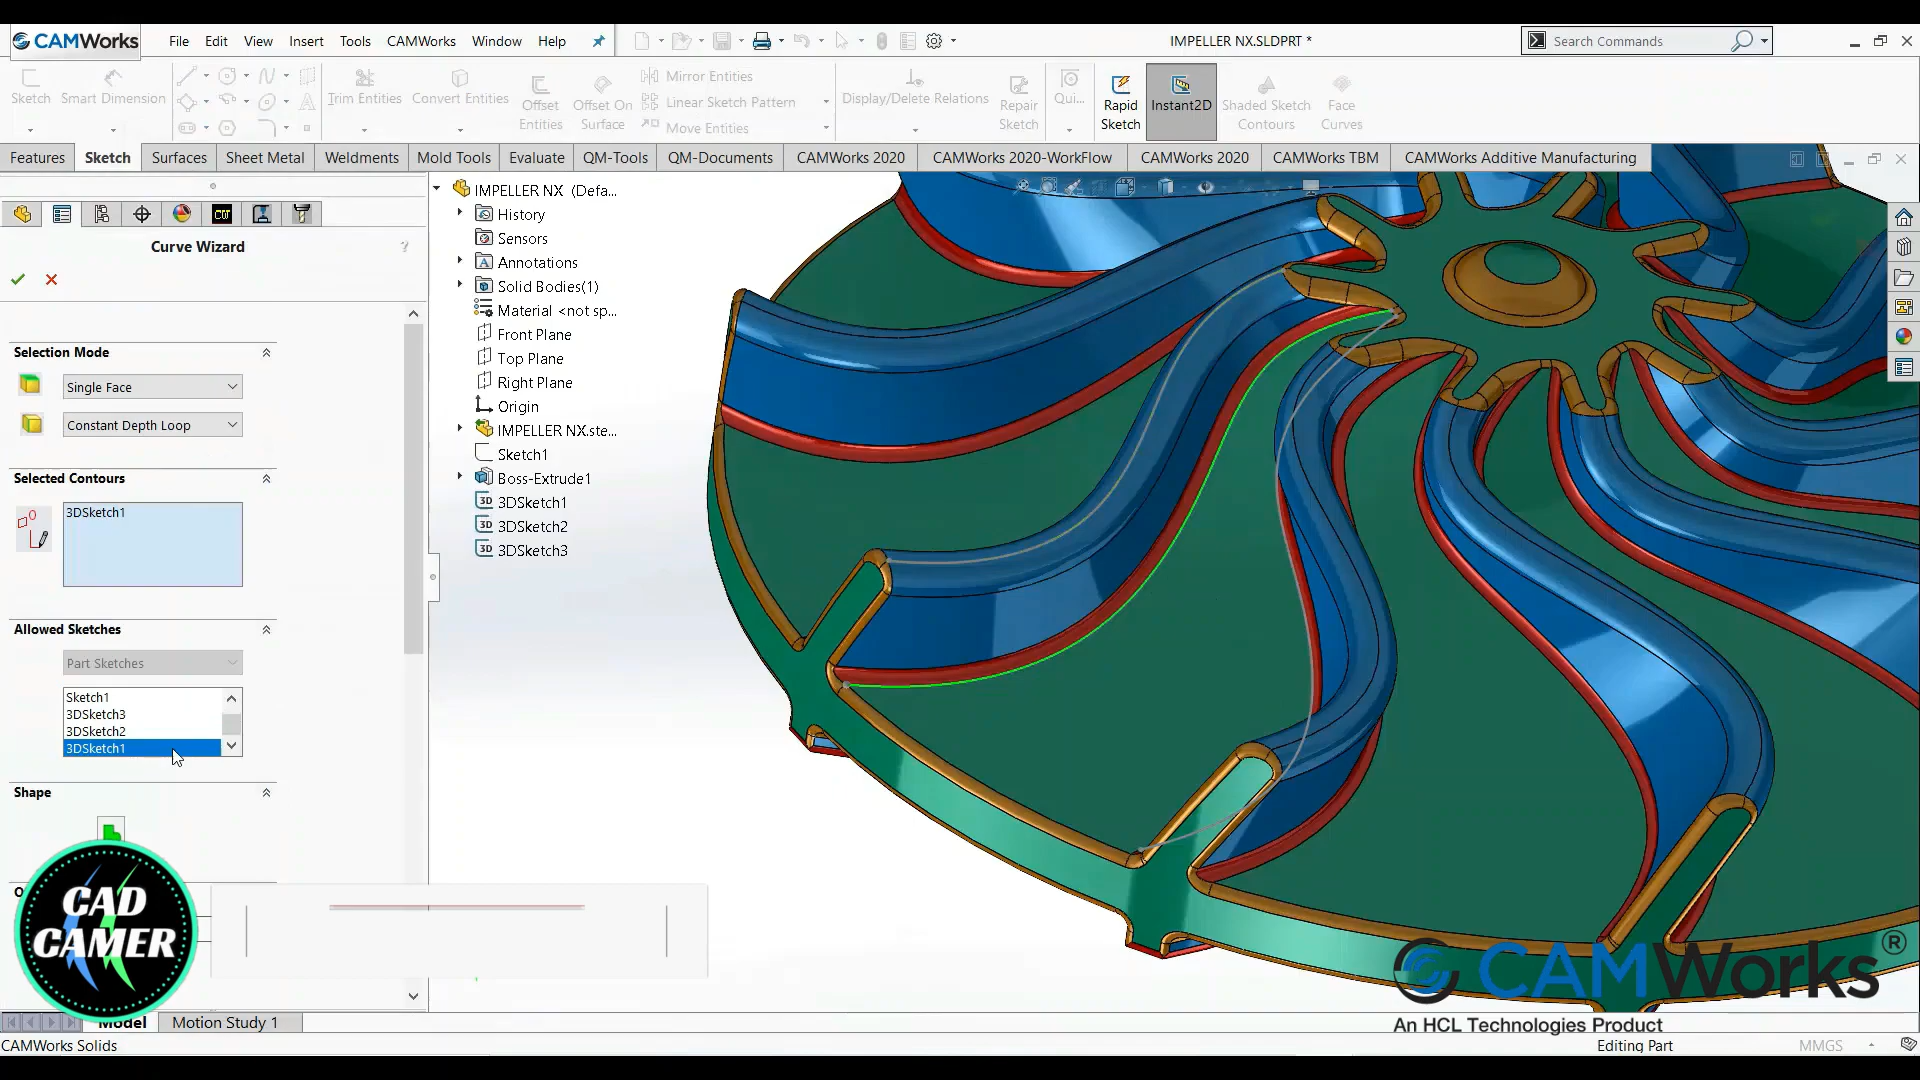 CAMWorks File Edit View Insert Tools CAMWorks Window Help IMPELLER NX.SLDPRT * Search Commands
Sketch Smart Dimension Trim Entities Convert Entities Offset Entities Offset On Surface Mirror Entities
Linear Sketch Pattern
Move Entities
Display/Delete Relations Repair Sketch Qui... Rapid Sketch Instant2D Shaded Sketch Contours Face Curves
Features Sketch Surfaces Sheet Metal Weldments Mold Tools Evaluate QM-Tools QM-Documents CAMWorks 2020 CAMWorks 2020-WorkFlow CAMWorks 2020 CAMWorks TBM CAMWorks Additive Manufacturing
Curve Wizard ?
Selection Mode
Single Face
Constant Depth Loop
Selected Contours
3DSketch1
Allowed Sketches
Part Sketches
Sketch1
3DSketch3
3DSketch2
3DSketch1
Shape
IMPELLER NX (Defa...
History
Sensors
Annotations
Solid Bodies(1)
Material <not sp...
Front Plane
Top Plane
Right Plane
Origin
IMPELLER NX.ste...
Sketch1
Boss-Extrude1
3D 3DSketch1
3D 3DSketch2
3D 3DSketch3
CAD
CAMER
CAMWorks ®
An HCL Technologies Product
Model Motion Study 1
CAMWorks Solids Editing Part MMGS